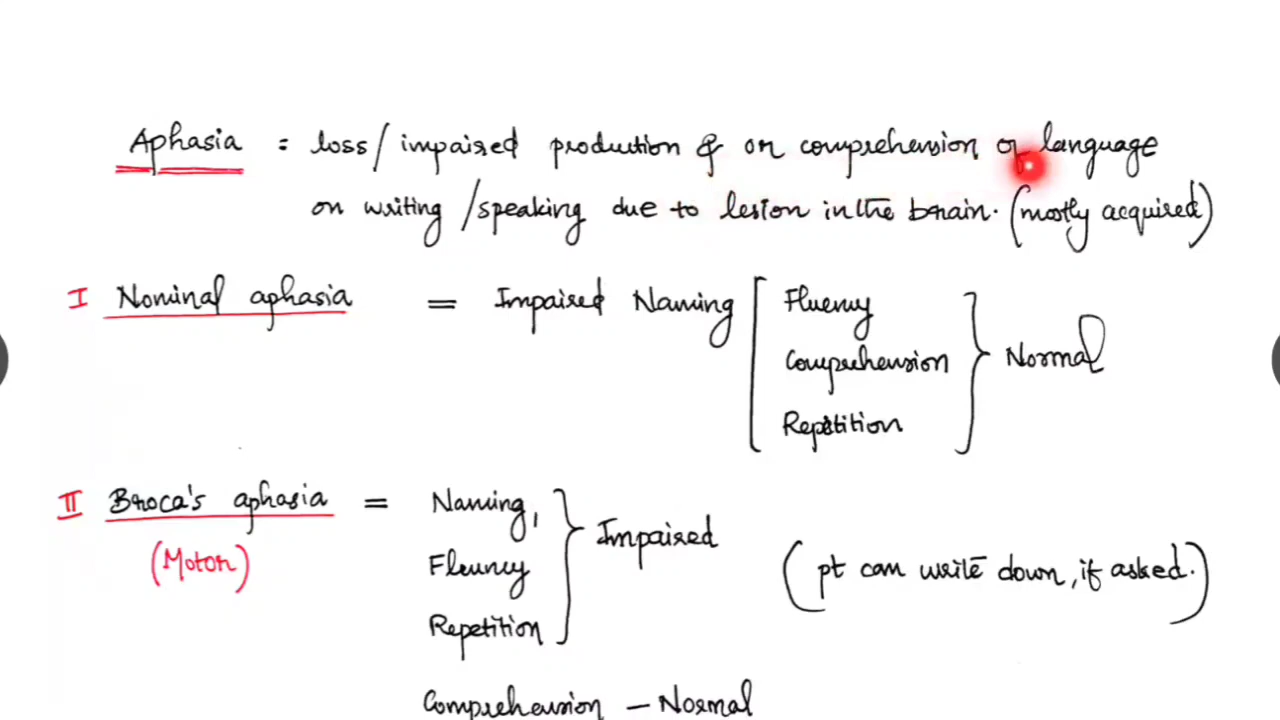 Aphasia = loss/ impaired production & or comprehension of language
or writing /speaking due to lesion in the brain. (mostly acquired)
I Nominal aphasia = Impaired Naming [ Fluency
Comprehension } Normal
Repetition
II Broca's aphasia = Naming,
(Motor) Fluency } Impaired (pt can write down, if asked.)
Repetition
Comprehension – Normal